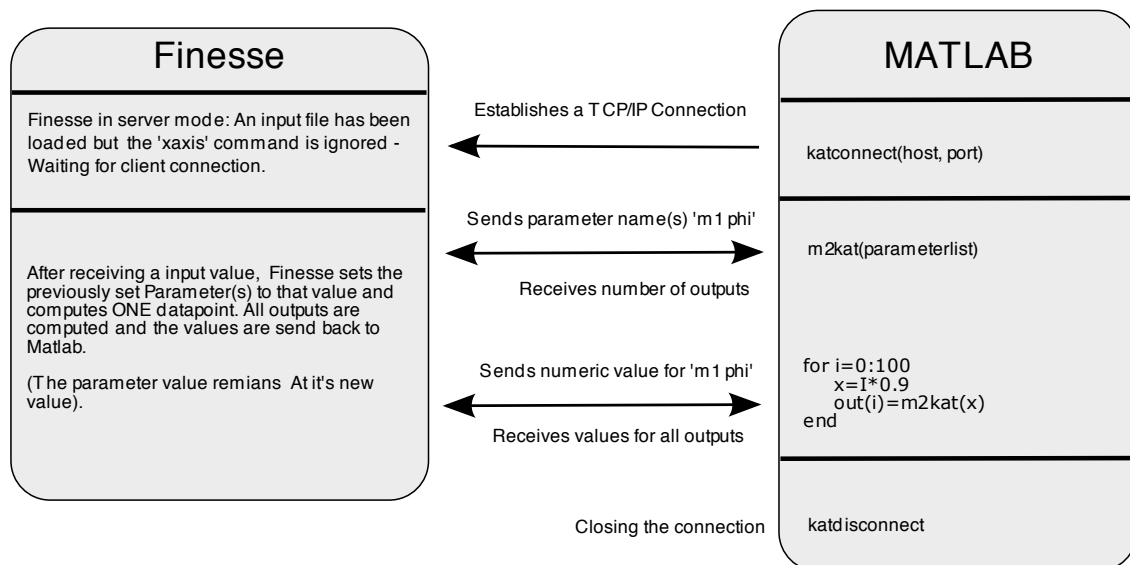 Finesse
Finesse in server mode: An input file has been
loaded but the 'xaxis' command is ignored -
Waiting for client connection.
After receiving a input value, Finesse sets the
previously set Parameter(s) to that value and
computes ONE datapoint. All outputs are
computed and the values are send back to
Matlab.
(The parameter value remians At it's new
value).
Establishes a TCP/IP Connection
Sends parameter name(s) 'm1 phi'
Receives number of outputs
Sends numeric value for 'm1 phi'
Receives values for all outputs
Closing the connection
MATLAB
katconnect(host, port)
m2kat(parameterlist)
for i=0:100
x=I*0.9
out(i)=m2kat(x)
end
katdisconnect